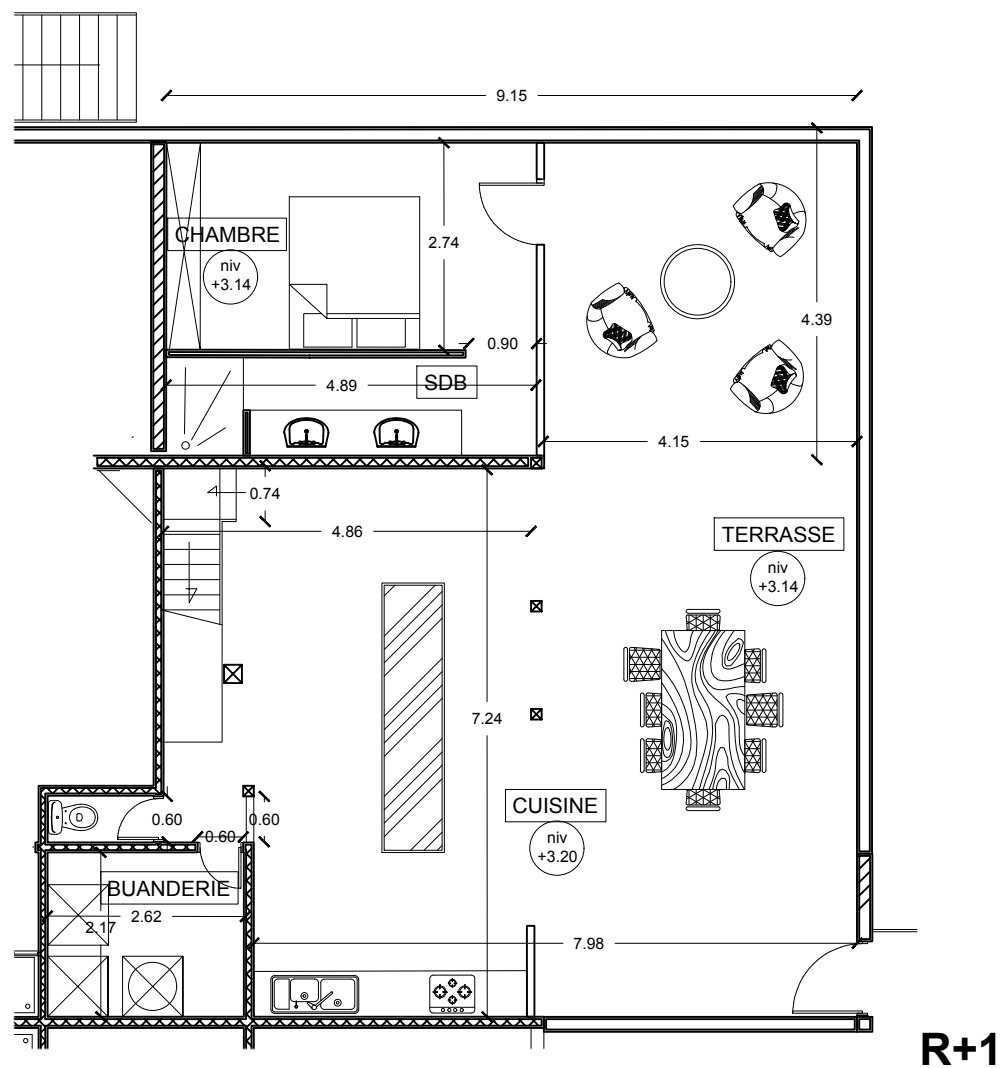 9.15
CHAMBRE
niv
+3.14
2.74
4.39
0.90
4.89
SDB
4.15
0.74
4.86
TERRASSE
niv
+3.14
7.24
CUISINE
niv
+3.20
0.60
0.60
0.60
BUANDERIE
2.62
2.17
7.98
R+1